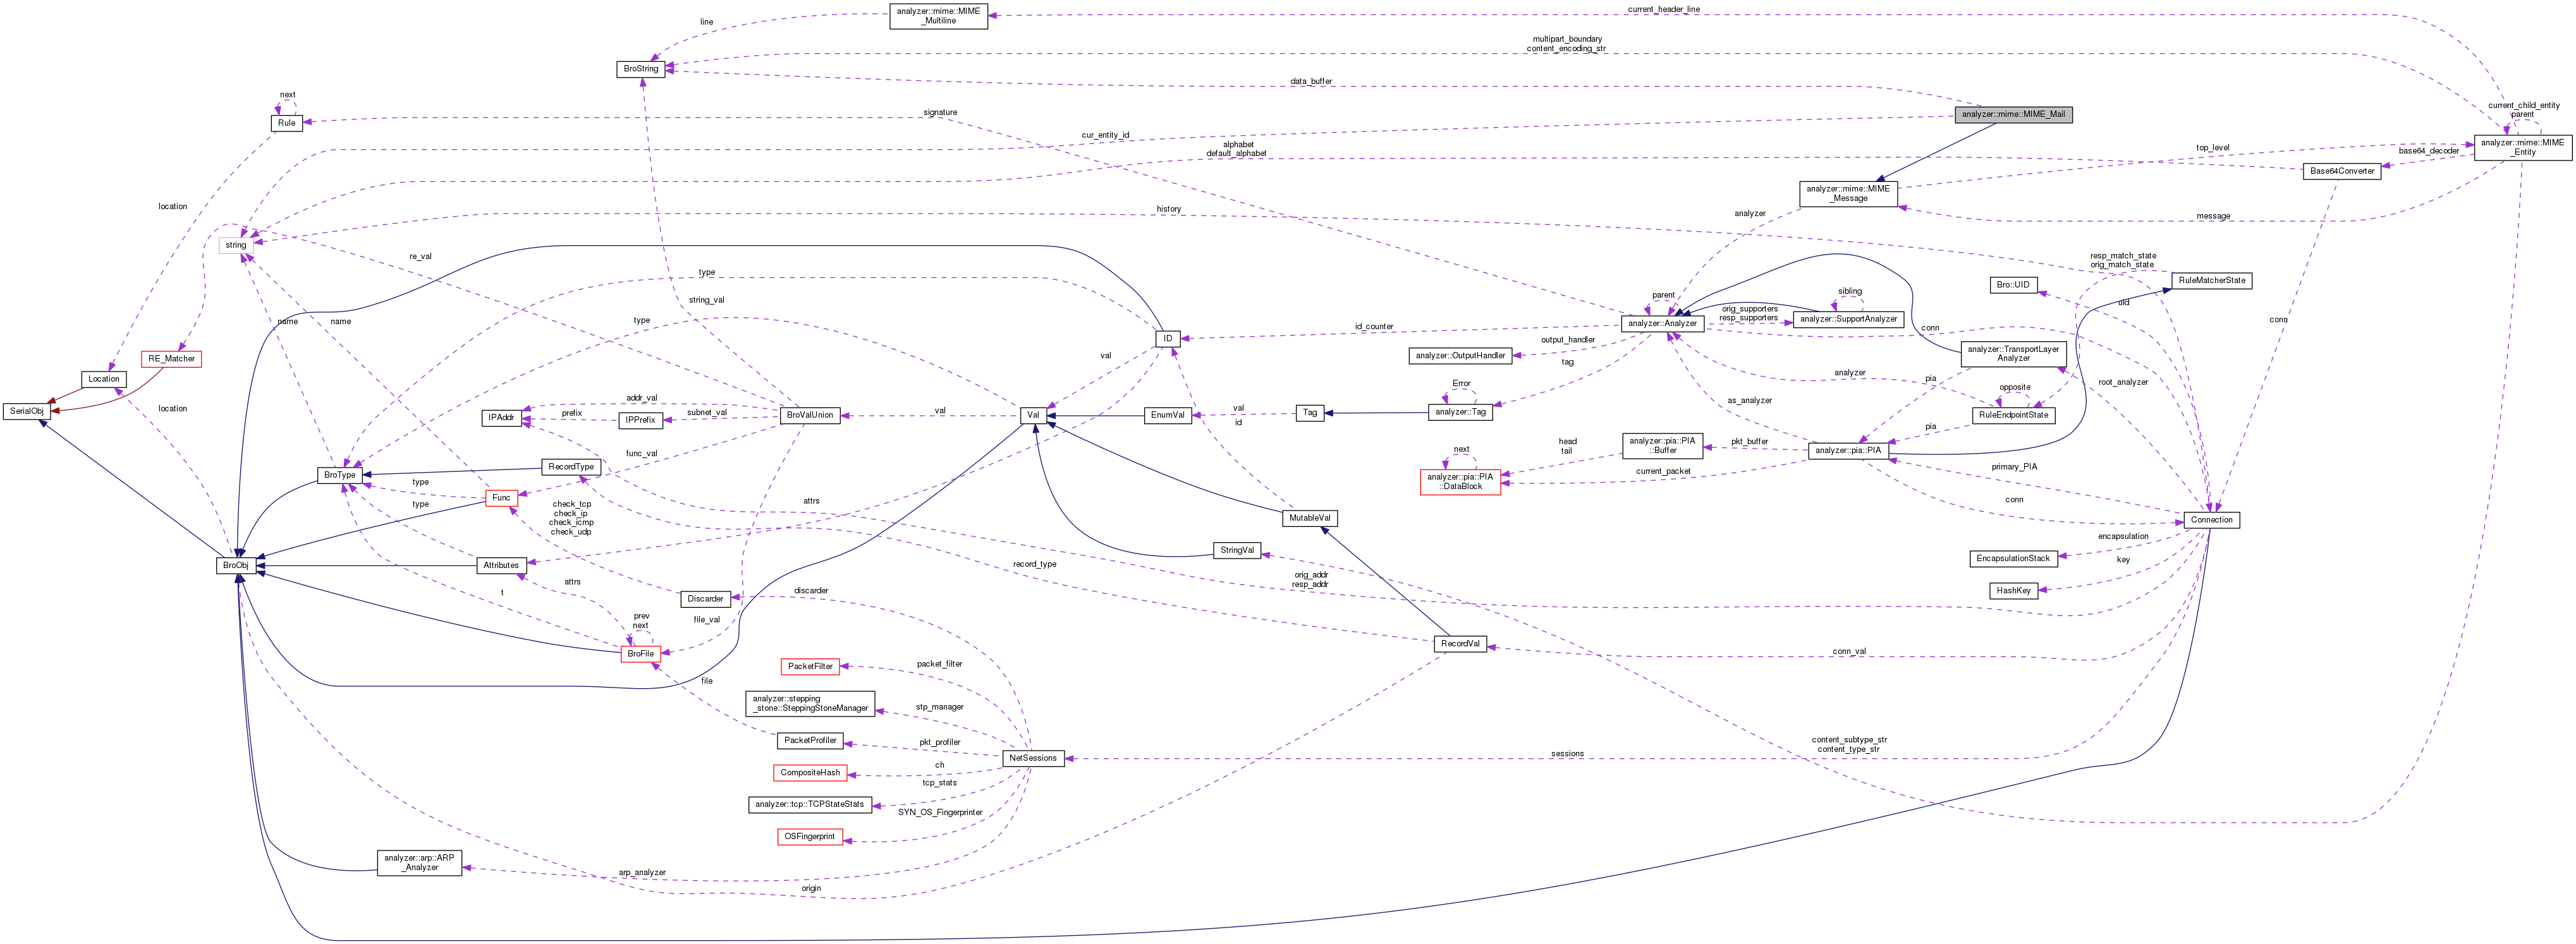 analyzer::mime::MIME
_Multiline
line
current_header_line
multipart_boundary
content_encoding_str
BroString
data_buffer
next
Rule
signature
cur_entity_id
analyzer::mime::MIME_Mail
current_child_entity
parent
analyzer::mime::MIME
_Entity
alphabet
default_alphabet
top_level
base64_decoder
Base64Converter
analyzer::mime::MIME
_Message
location
history
analyzer
message
string
re_val
type
resp_match_state
orig_match_state
RuleMatcherState
Bro::UID
uid
string_val
name
name
type
parent
sibling
orig_supporters
resp_supporters
analyzer::SupportAnalyzer
analyzer::Analyzer
id_counter
conn
conn
ID
RE_Matcher
val
output_handler
analyzer::OutputHandler
analyzer::TransportLayer
Analyzer
tag
Location
analyzer
pia
root_analyzer
Error
opposite
SerialObj
location
addr_val
prefix
subnet_val
IPAddr
IPPrefix
BroValUnion
val
Val
EnumVal
val
id
Tag
analyzer::Tag
as_analyzer
RuleEndpointState
pia
func_val
head
tail
analyzer::pia::PIA
::Buffer
pkt_buffer
analyzer::pia::PIA
next
RecordType
BroType
type
Func
analyzer::pia::PIA
::DataBlock
current_packet
primary_PIA
attrs
conn
type
check_tcp
check_ip
check_icmp
check_udp
MutableVal
Connection
encapsulation
StringVal
EncapsulationStack
BroObj
Attributes
record_type
key
attrs
orig_addr
resp_addr
HashKey
t
Discarder
discarder
prev
next
file_val
RecordVal
BroFile
conn_val
PacketFilter
packet_filter
file
analyzer::stepping
_stone::SteppingStoneManager
stp_manager
PacketProfiler
pkt_profiler
content_subtype_str
content_type_str
NetSessions
sessions
CompositeHash
ch
tcp_stats
analyzer::tcp::TCPStateStats
SYN_OS_Fingerprinter
OSFingerprint
analyzer::arp::ARP
_Analyzer
arp_analyzer
origin